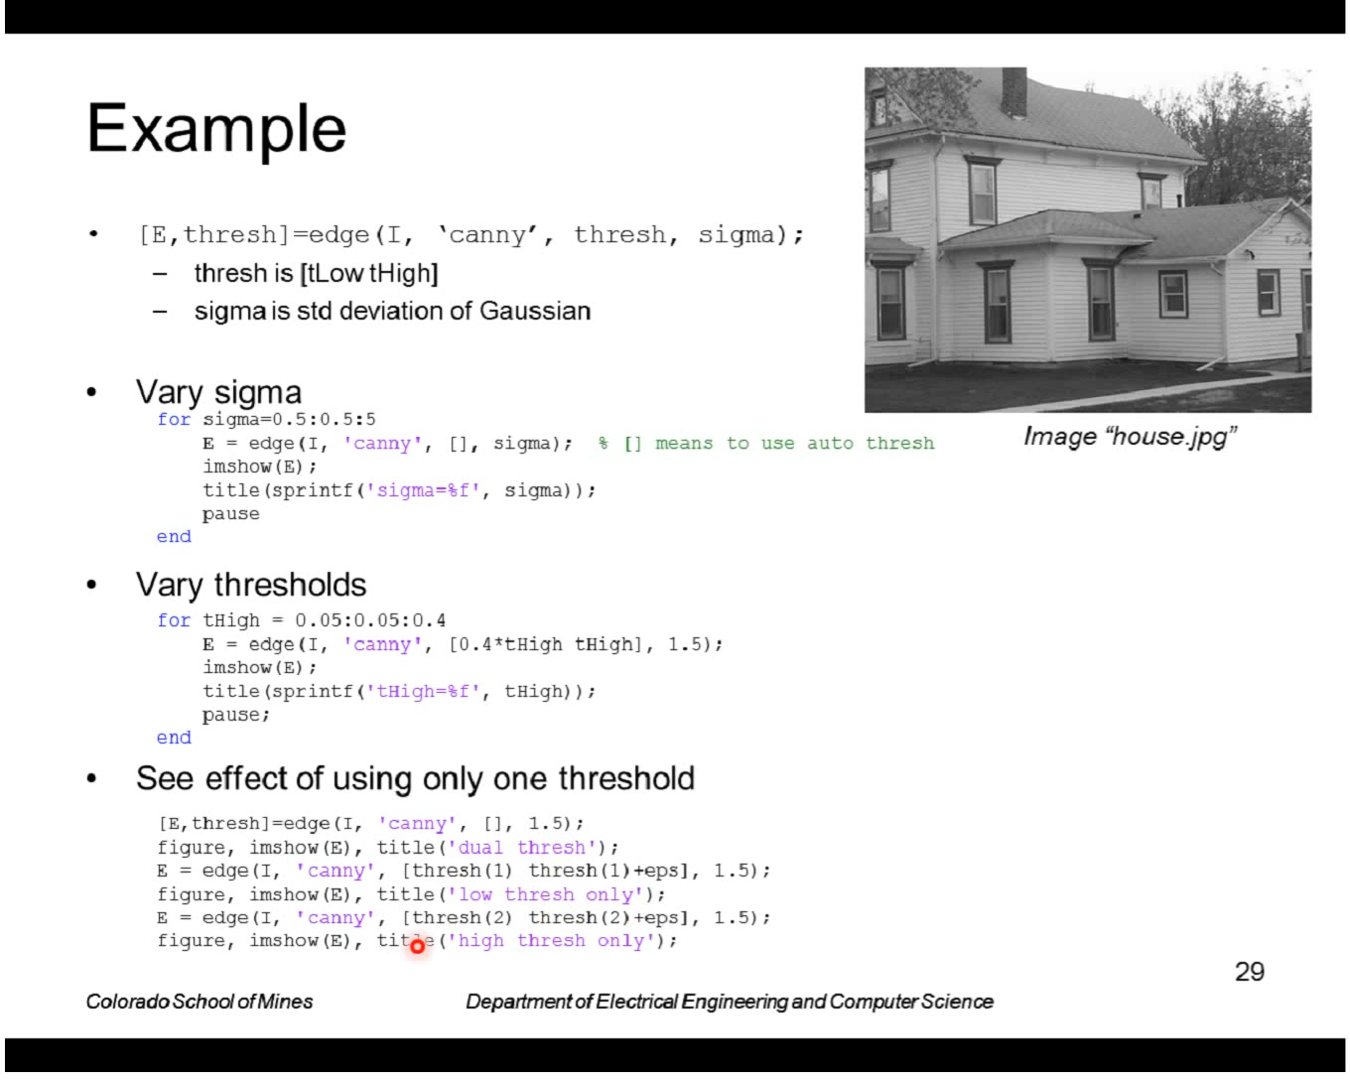 Example
• [E,thresh]=edge(I, ‘canny’, thresh, sigma);
– thresh is [tLow tHigh]
– sigma is std deviation of Gaussian
• Vary sigma
for sigma=0.5:0.5:5
E = edge(I, 'canny', [], sigma); % [] means to use auto thresh
imshow(E);
title(sprintf('sigma=%f', sigma));
pause
end
Image “house.jpg”
• Vary thresholds
for tHigh = 0.05:0.05:0.4
E = edge(I, 'canny', [0.4*tHigh tHigh], 1.5);
imshow(E);
title(sprintf('tHigh=%f', tHigh));
pause;
end
• See effect of using only one threshold
[E,thresh]=edge(I, 'canny', [], 1.5);
figure, imshow(E), title('dual thresh');
E = edge(I, 'canny', [thresh(1) thresh(1)+eps], 1.5);
figure, imshow(E), title('low thresh only');
E = edge(I, 'canny', [thresh(2) thresh(2)+eps], 1.5);
figure, imshow(E), title('high thresh only');
29
Colorado School of Mines
Department of Electrical Engineering and Computer Science